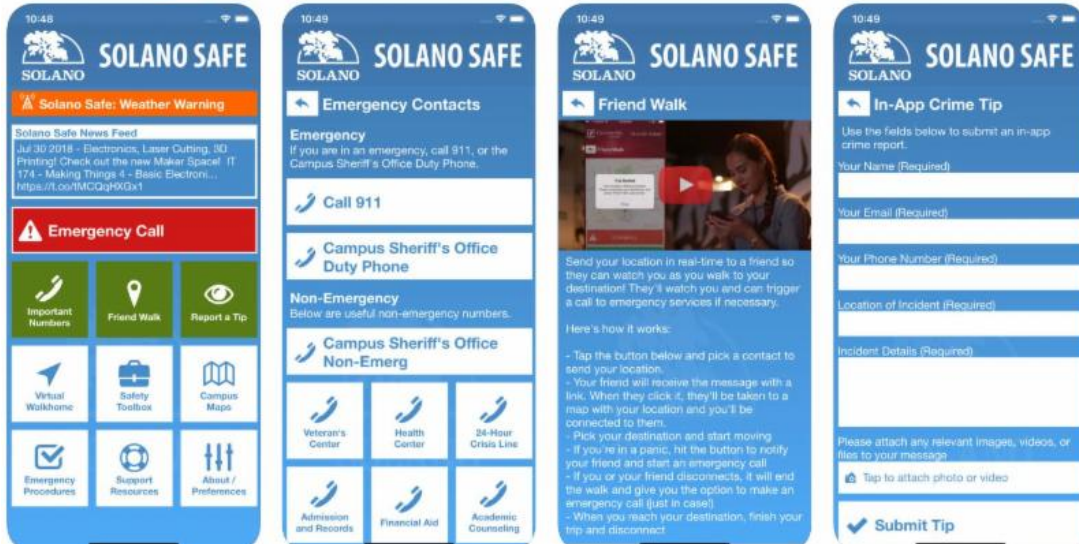 10:48
SOLANO
SOLANO SAFE
Solano Safe: Weather Warning
Solano Safe News Feed
Jul 30 2018 - Electronics, Laser Cutting, 3D
Printing! Check out the new Maker Space! IT
174 - Making Things 4 - Basic Electroni...
https://t.co/tMCQqHXGx1
Emergency Call
Important
Numbers
Friend Walk
Report a Tip
Virtual
Walkhome
Safety
Toolbox
Campus
Maps
Emergency
Procedures
Support
Resources
About /
Preferences
10:49
SOLANO
SOLANO SAFE
Emergency Contacts
Emergency
If you are in an emergency, call 911, or the
Campus Sheriff's Office Duty Phone.
Call 911
Campus Sheriff's Office
Duty Phone
Non-Emergency
Below are useful non-emergency numbers.
Campus Sheriff's Office
Non-Emerg
Veteran's
Center
Health
Center
24-Hour
Crisis Line
Admission
and Records
Financial Aid
Academic
Counseling
10:49
SOLANO
SOLANO SAFE
Friend Walk
Send your location in real-time to a friend so
they can watch you as you walk to your
destination! They'll watch you and can trigger
a call to emergency services if necessary.
Here's how it works:
- Tap the button below and pick a contact to
send your location.
- Your friend will receive the message with a
link. When they click it, they'll be taken to a
map with your location and you'll be
connected to them.
- Pick your destination and start moving
- If you're in a panic, hit the button to notify
your friend and start an emergency call
- If you or your friend disconnects, it will end
the walk and give you the option to make an
emergency call (just in case!)
- When you reach your destination, finish your
trip and disconnect
10:49
SOLANO
SOLANO SAFE
In-App Crime Tip
Use the fields below to submit an in-app
crime report.
Your Name (Required)
Your Email (Required)
Your Phone Number (Required)
Location of Incident (Required)
Incident Details (Required)
Please attach any relevant images, videos, or
files to your message
Tap to attach photo or video
Submit Tip